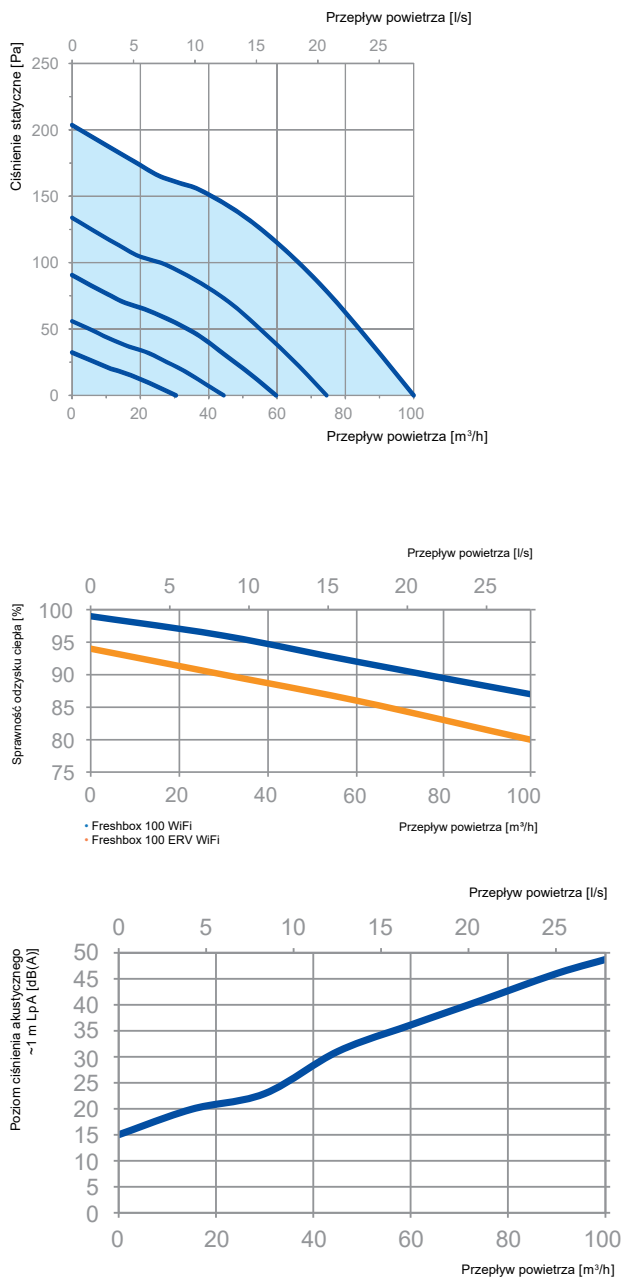 Przepływ powietrza [l/s]
0 5 10 15 20 25
Ciśnienie statyczne [Pa]
250
200
150
100
50
0
0 20 40 60 80 100
Przepływ powietrza [m³/h]
Przepływ powietrza [l/s]
0 5 10 15 20 25
Sprawność odzysku ciepła [%]
100
95
90
85
80
75
0 20 40 60 80 100
• Freshbox 100 WiFi
Przepływ powietrza [m³/h]
• Freshbox 100 ERV WiFi
Przepływ powietrza [l/s]
0 5 10 15 20 25
Poziom ciśnienia akustycznego
~1 m LpA [dB(A)]
50
45
40
35
30
25
20
15
10
5
0
0 20 40 60 80 100
Przepływ powietrza [m³/h]